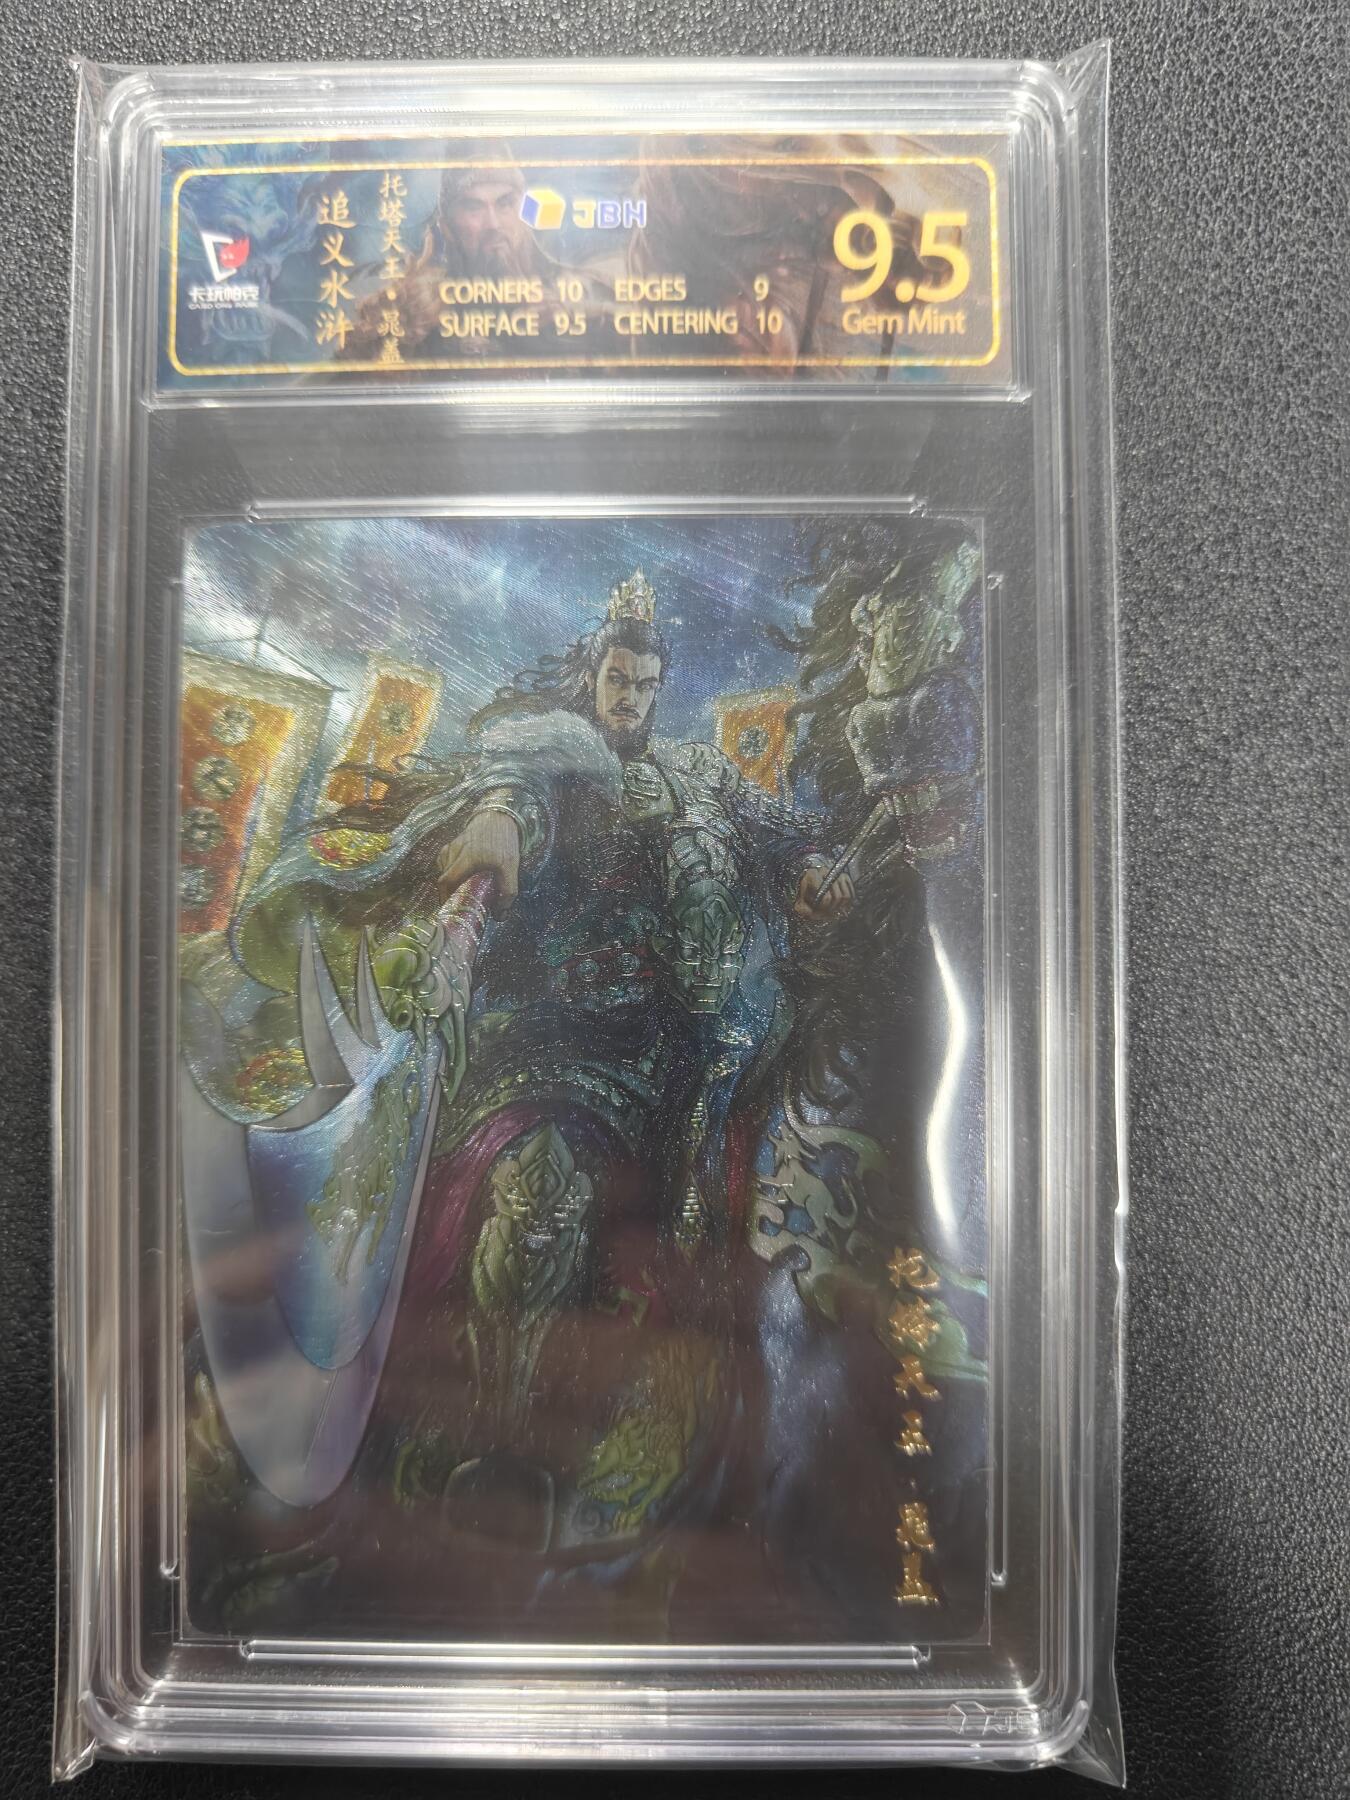 卡玩帕克
追义水浒
托塔天王·晁盖
JBH
CORNERS 10 EDGES 9
SURFACE 9.5 CENTERING 10
9.5
Gem Mint
托塔天王·晁盖